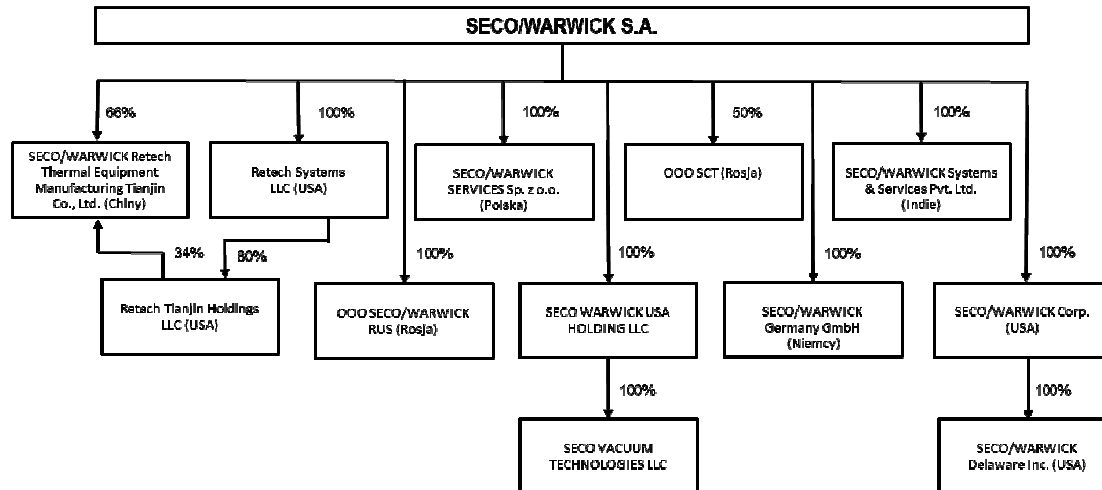 SECO/WARWICK S.A.
66%
100%
100%
50%
100%
SECO/WARWICK Retech
Thermal Equipment
Manufacturing Tianjin
Co., Ltd. (Chiny)
Retech Systems
LLC (USA)
SECO/WARWICK
SERVICES Sp. z o.o.
(Polska)
OOO SCT (Rosja)
SECO/WARWICK Systems
& Services Pvt. Ltd.
(Indie)
34%
80%
100%
100%
100%
100%
Retech Tianjin Holdings
LLC (USA)
OOO SECO/WARWICK
RUS (Rosja)
SECO WARWICK USA
HOLDING LLC
SECO/WARWICK
Germany GmbH
(Niemcy)
SECO/WARWICK Corp.
(USA)
100%
100%
SECO VACUUM
TECHNOLOGIES LLC
SECO/WARWICK
Delaware Inc. (USA)